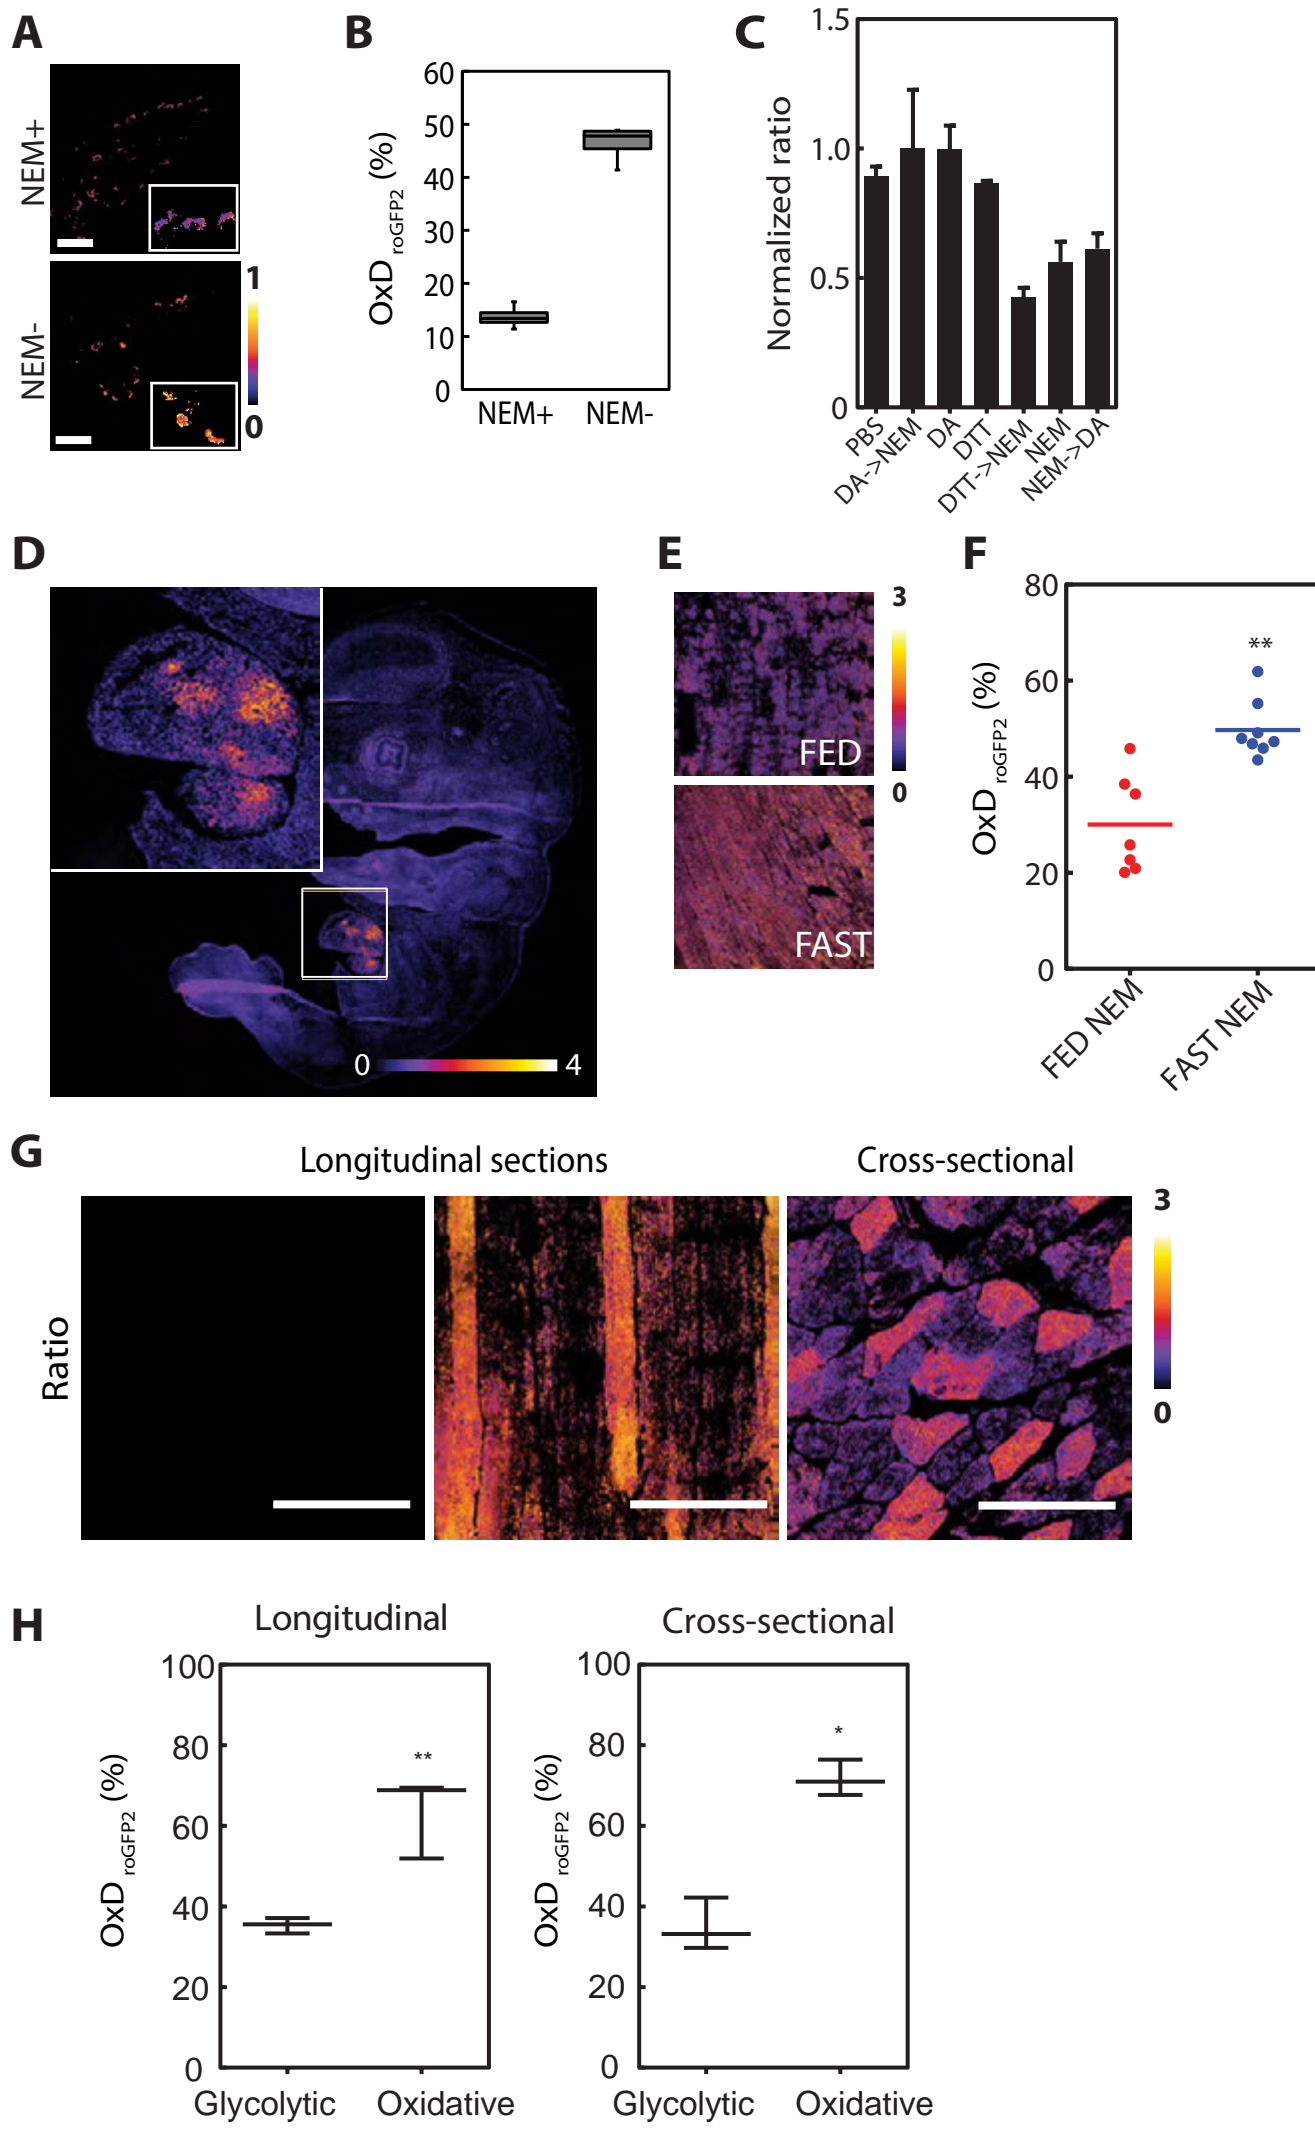 A
NEM+
NEM-
1
0
B
60
50
40
30
20
10
0
OxD roGFP2 (%)
NEM+
NEM-
C
1.5
1.0
0.5
0
Normalized ratio
PBS
DA->NEM
DA
DTT
DTT->NEM
NEM
NEM->DA
D
0
4
E
FED
FAST
3
0
F
80
60
40
20
0
OxD roGFP2 (%)
**
FED NEM
FAST NEM
G
Longitudinal sections
Cross-sectional
Ratio
3
0
H
Longitudinal
100
80
60
40
20
0
OxD roGFP2 (%)
**
Glycolytic
Oxidative
Cross-sectional
100
80
60
40
20
0
OxD roGFP2 (%)
*
Glycolytic
Oxidative